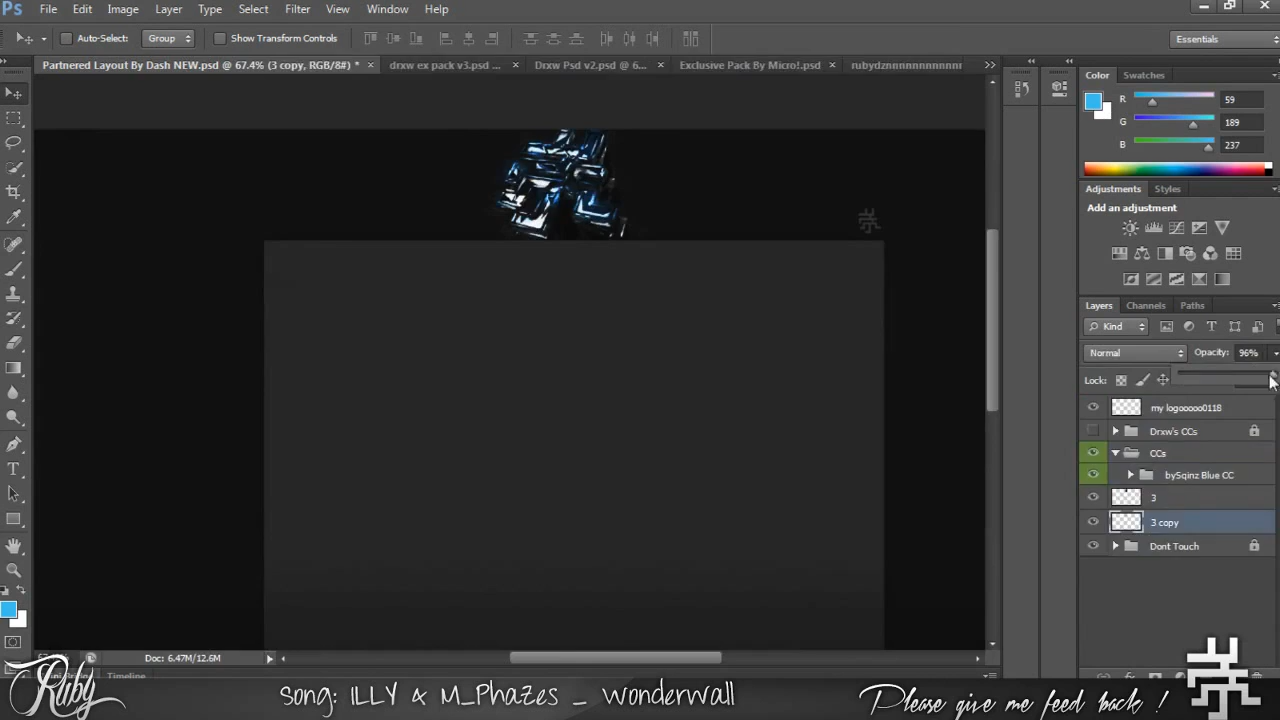 Ps File Edit Image Layer Type Select Filter View Window Help
Auto-Select: Group Show Transform Controls Essentials
Partnered Layout By Dash NEW.psd @ 67.4% (3 copy, RGB/8#) * × drxw ex pack v3.psd ... × Drxw Psd v2.psd @ 6... × Exclusive Pack By Micro!.psd × rubydznnnnnnnnnnn
Color Swatches
R 59
G 189
B 237
Adjustments Styles
Add an adjustment
Layers Channels Paths
Kind
Normal Opacity: 96%
Lock:
my logooooo0118
Drxw's CCs
CCs
bySqinz Blue CC
3
3 copy
Dont Touch
Doc: 6.47M/12.6M
Timeline
Ruby
song: ILLY & M_Phazes _ wonderwall
Please give me feed back !